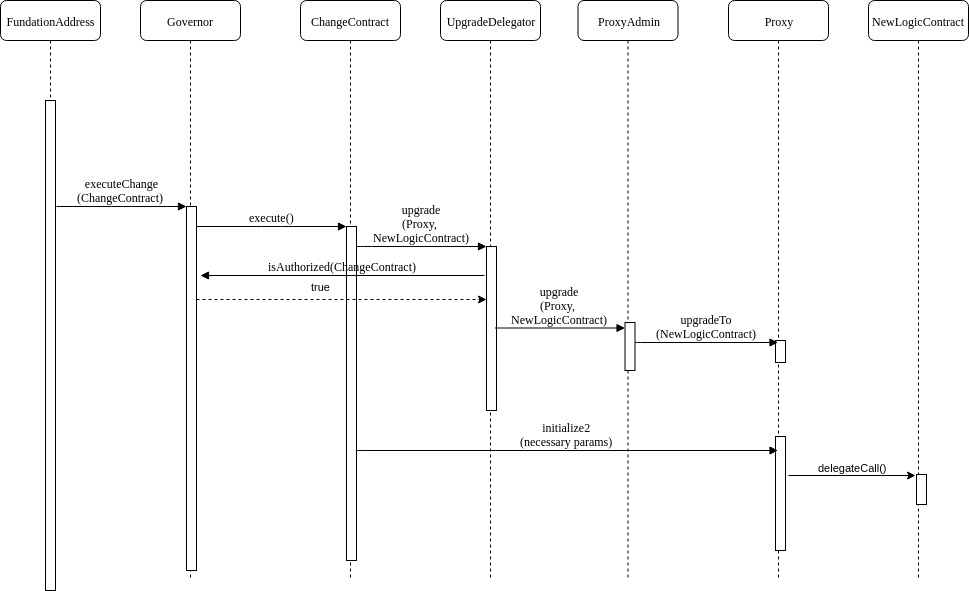 FundationAddress
Governor
ChangeContract
UpgradeDelegator
ProxyAdmin
Proxy
NewLogicContract
executeChange
(ChangeContract)
execute()
upgrade
(Proxy,
NewLogicContract)
isAuthorized(ChangeContract)
true
upgrade
(Proxy,
NewLogicContract)
upgradeTo
(NewLogicContract)
initialize2
(necessary params)
delegateCall()